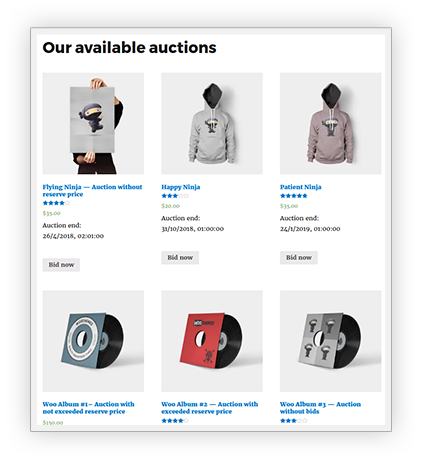 Our available auctions
Flying Ninja — Auction without
reserve price
$35.00
Auction end:
26/4/2018, 02:01:00
Bid now
Happy Ninja
$20.00
Auction end:
31/10/2018, 01:00:00
Bid now
Patient Ninja
$35.00
Auction end:
24/1/2019, 01:00:00
Bid now
Woo Album #1– Auction with
not exceeded reserve price
$150.00
Woo Album #2 — Auction with
exceeded reserve price
Woo Album #3 — Auction
without bids